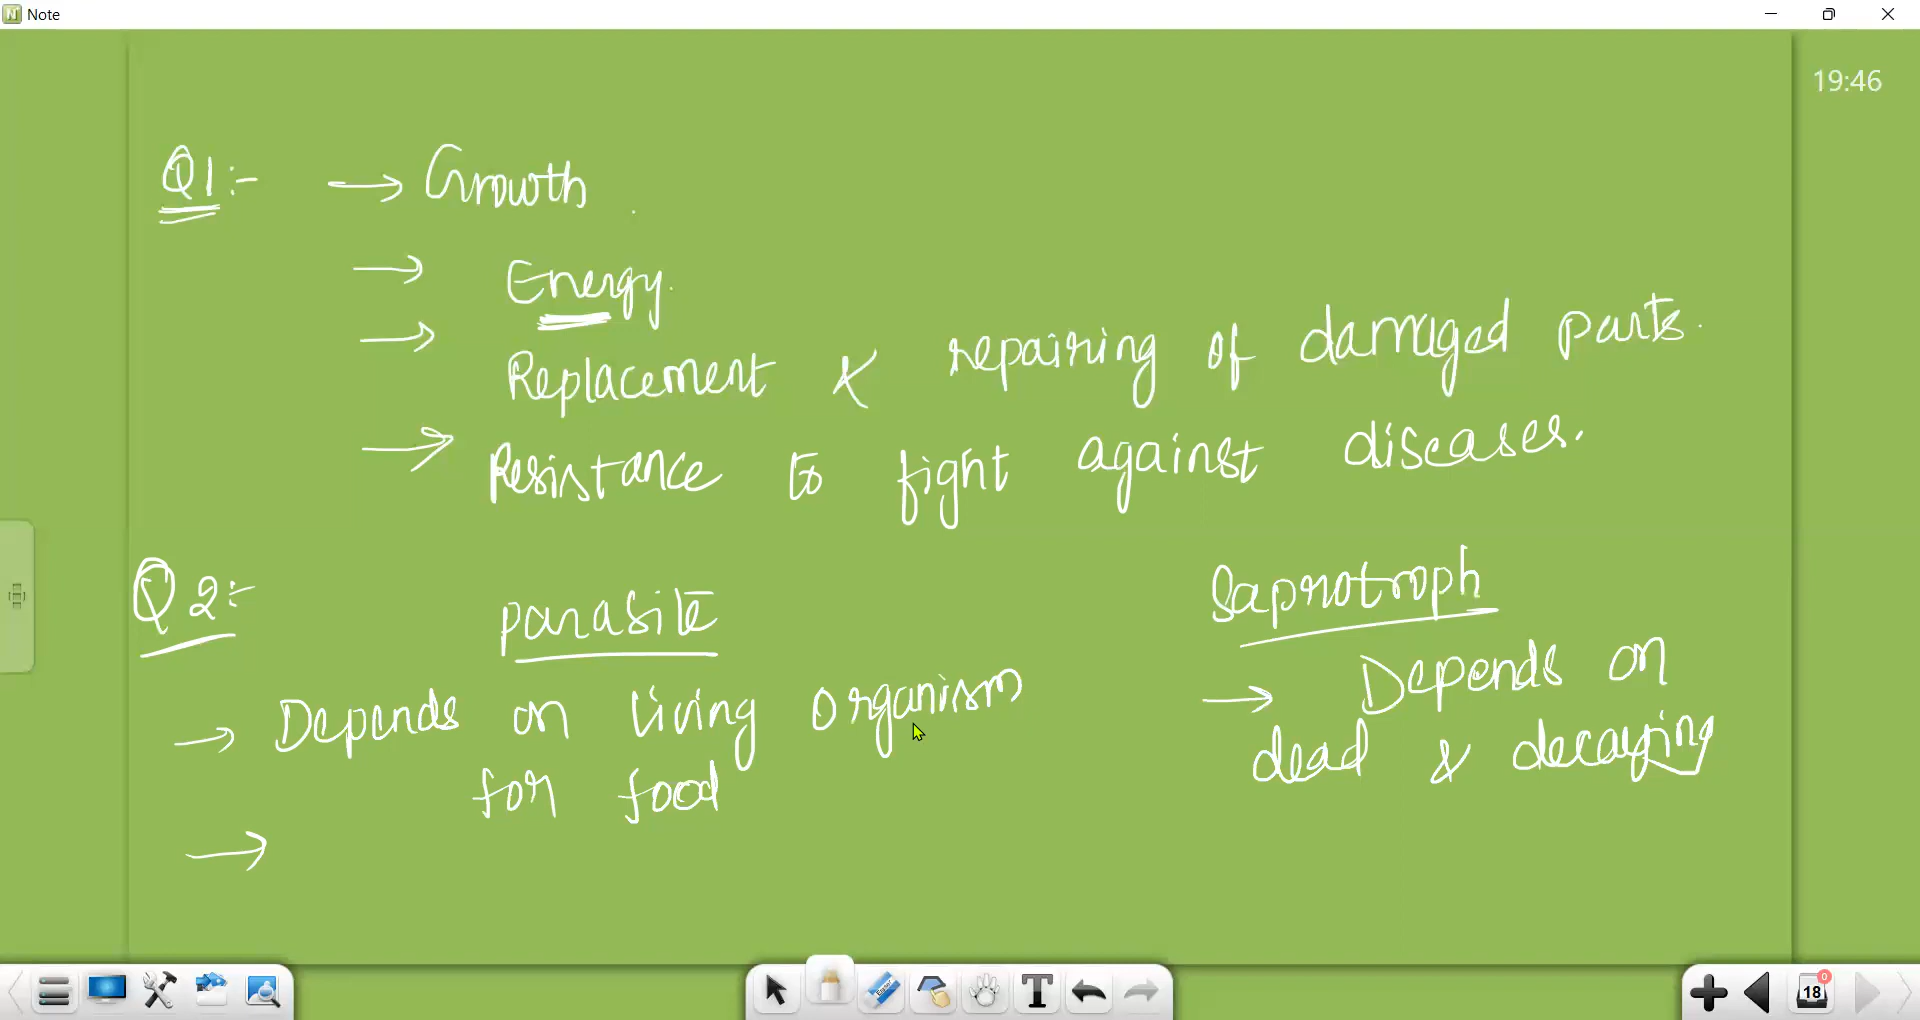 Note
19:46
Q1:- → Growth.
→ Energy.
→ Replacement & repairing of damaged parts.
→ Resistance to fight against diseases.
Q2:- Parasite
→ Depends on living organism
for food
→
Saprotroph
→ Depends on
dead & decaying
18
0